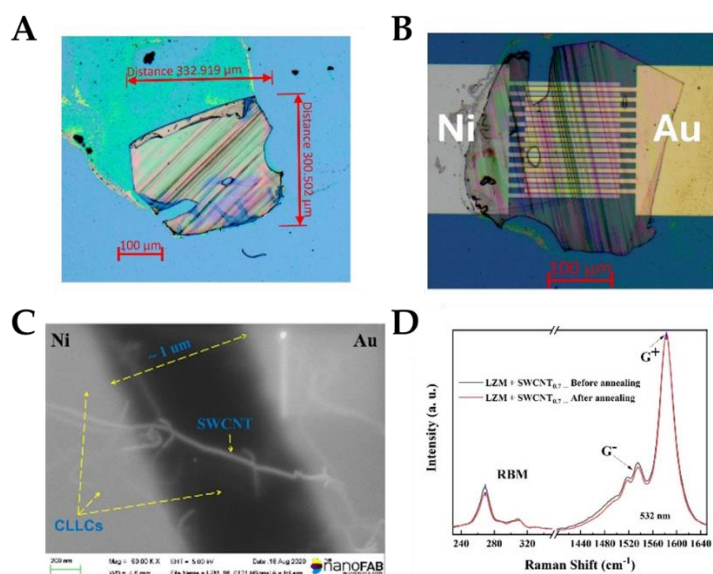 A
Distance 332.919 µm
Distance 300.502 µm
100 µm
B
Ni
Au
100 µm
C
Ni
Au
~ 1 um
SWCNT
CLLCs
200 nm
Mag = 60.00 K X
EHT = 5.00 kV
Date :18 Aug 2020
THE
nanoFAB
D
G+
LZM + SWCNT0.7 Before annealing
LZM + SWCNT0.7 After annealing
G-
RBM
532 nm
Intensity (a. u.)
240 280 320 1440 1480 1520 1560 1600 1640
Raman Shift (cm-1)